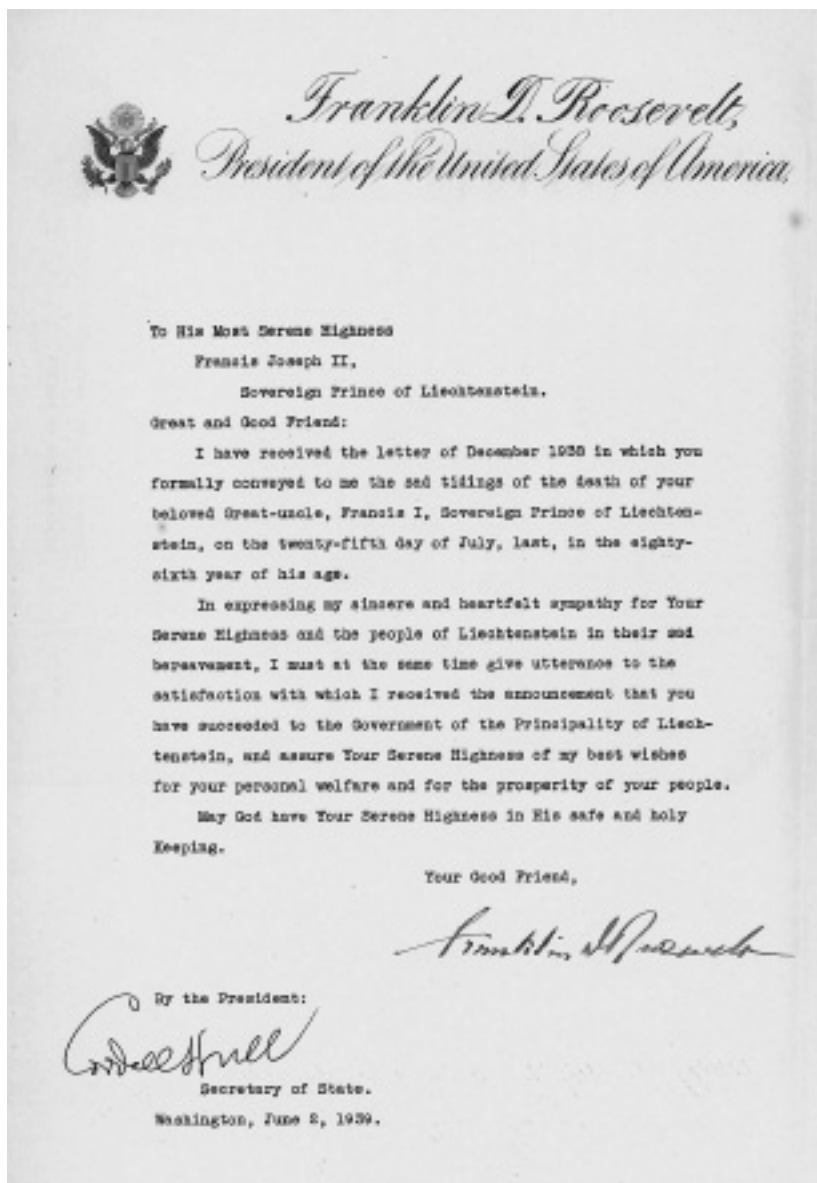 Franklin D. Roosevelt,
President of the United States of America,
To His Most Serene Highness
Francis Joseph II,
Sovereign Prince of Liechtenstein.
Great and Good Friend:
I have received the letter of December 1938 in which you
formally conveyed to me the sad tidings of the death of your
beloved Great-uncle, Francis I, Sovereign Prince of Liechten-
stein, on the twenty-fifth day of July, last, in the eighty-
sixth year of his age.
In expressing my sincere and heartfelt sympathy for Your
Serene Highness and the people of Liechtenstein in their sad
bereavement, I must at the same time give utterance to the
satisfaction with which I received the announcement that you
have succeeded to the Government of the Principality of Liech-
tenstein, and assure Your Serene Highness of my best wishes
for your personal welfare and for the prosperity of your people.
May God have Your Serene Highness in His safe and holy
Keeping.
Your Good Friend,
Franklin D Roosevelt
By the President:
Cordell Hull
Secretary of State.
Washington, June 2, 1939.